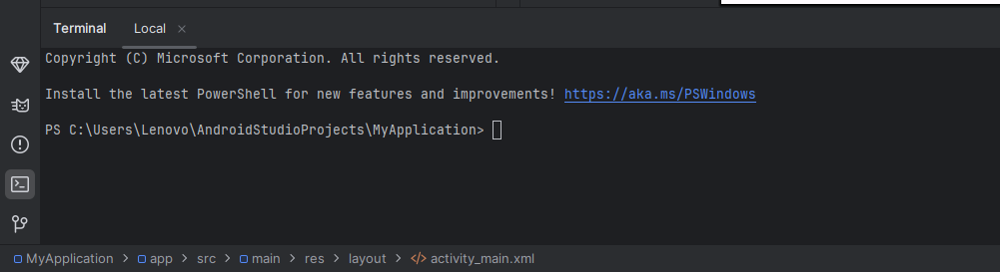 Terminal Local ×
Copyright (C) Microsoft Corporation. All rights reserved.
Install the latest PowerShell for new features and improvements! https://aka.ms/PSWindows
PS C:\Users\Lenovo\AndroidStudioProjects\MyApplication>
MyApplication > app > src > main > res > layout > </> activity_main.xml